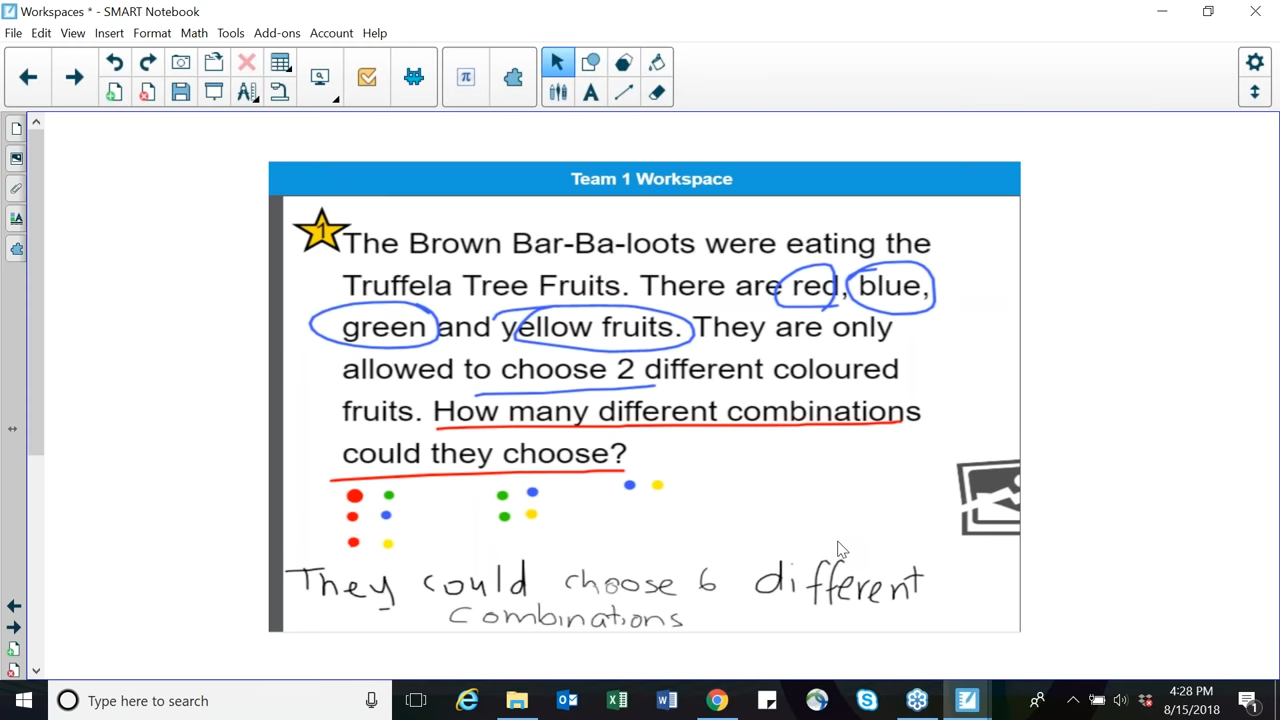 Workspaces * - SMART Notebook
File Edit View Insert Format Math Tools Add-ons Account Help
π
A
Team 1 Workspace
1
The Brown Bar-Ba-loots were eating the
Truffela Tree Fruits. There are red, blue,
green and yellow fruits. They are only
allowed to choose 2 different coloured
fruits. How many different combinations
could they choose?
They could choose 6 different
combinations
Type here to search
4:28 PM
8/15/2018
1